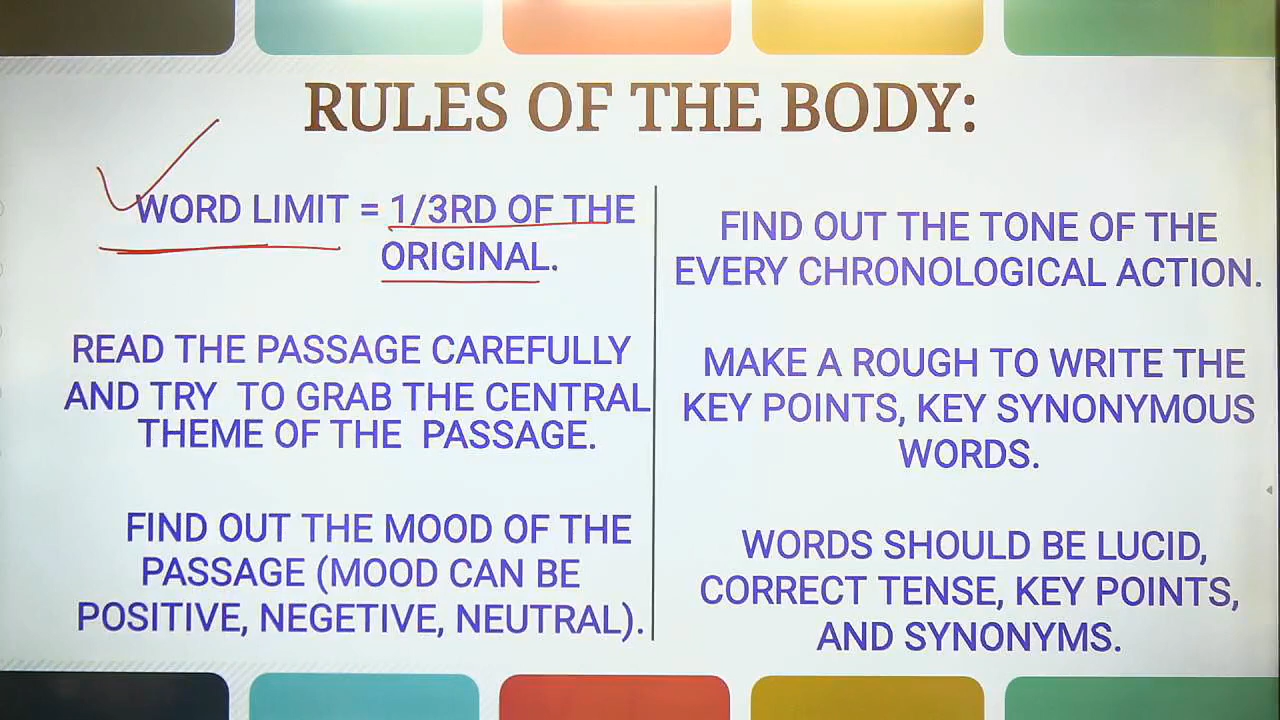 RULES OF THE BODY:
WORD LIMIT = 1/3RD OF THE
ORIGINAL.
READ THE PASSAGE CAREFULLY
AND TRY TO GRAB THE CENTRAL
THEME OF THE PASSAGE.
FIND OUT THE MOOD OF THE
PASSAGE (MOOD CAN BE
POSITIVE, NEGETIVE, NEUTRAL).
FIND OUT THE TONE OF THE
EVERY CHRONOLOGICAL ACTION.
MAKE A ROUGH TO WRITE THE
KEY POINTS, KEY SYNONYMOUS
WORDS.
WORDS SHOULD BE LUCID,
CORRECT TENSE, KEY POINTS,
AND SYNONYMS.